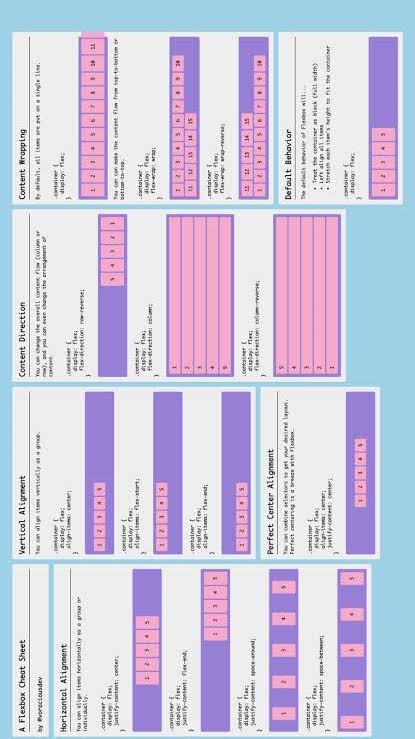 A Flexbox Cheat Sheet
by @vorsciousdev
Horizontal Alignment
You can align items horizontally as a group or
individually.
.container {
display: flex;
justify-content: center;
}
1 2 3 4 5
.container {
display: flex;
justify-content: flex-end;
}
1 2 3 4 5
.container {
display: flex;
justify-content: space-around;
}
1 2 3 4 5
.container {
display: flex;
justify-content: space-between;
}
1 2 3 4 5
Vertical Alignment
You can align items vertically as a group.
.container {
display: flex;
align-items: center;
}
1 2 3 4 5
.container {
display: flex;
align-items: flex-start;
}
1 2 3 4 5
.container {
display: flex;
align-items: flex-end;
}
1 2 3 4 5
Perfect Center Alignment
You can combine selectors to get your desired layout.
Perfect centering is a breeze with Flexbox.
.container {
display: flex;
align-items: center;
justify-content: center;
}
1 2 3 4 5
Content Direction
You can change the overall content flow (column or
row), and you can even change the arrangement of
content.
.container {
display: flex;
flex-direction: row-reverse;
}
5 4 3 2 1
.container {
display: flex;
flex-direction: column;
}
1
2
3
4
5
.container {
display: flex;
flex-direction: column-reverse;
}
5
4
3
2
1
Content Wrapping
By default, all items are put on a single line.
.container {
display: flex;
}
1 2 3 4 5 6 7 8 9 10 11
You can make the content flow from top-to-bottom or
bottom-to-top.
.container {
display: flex;
flex-wrap: wrap;
}
1 2 3 4 5 6 7 8 9 10
11 12 13 14 15
.container {
display: flex;
flex-wrap: wrap-reverse;
}
11 12 13 14 15
1 2 3 4 5 6 7 8 9 10
Default Behavior
The default behavior of Flexbox will...
• Treat the container as block (full width)
• Left align all items
• Stretch each item's height to fit the container
.container {
display: flex;
}
1 2 3 4 5